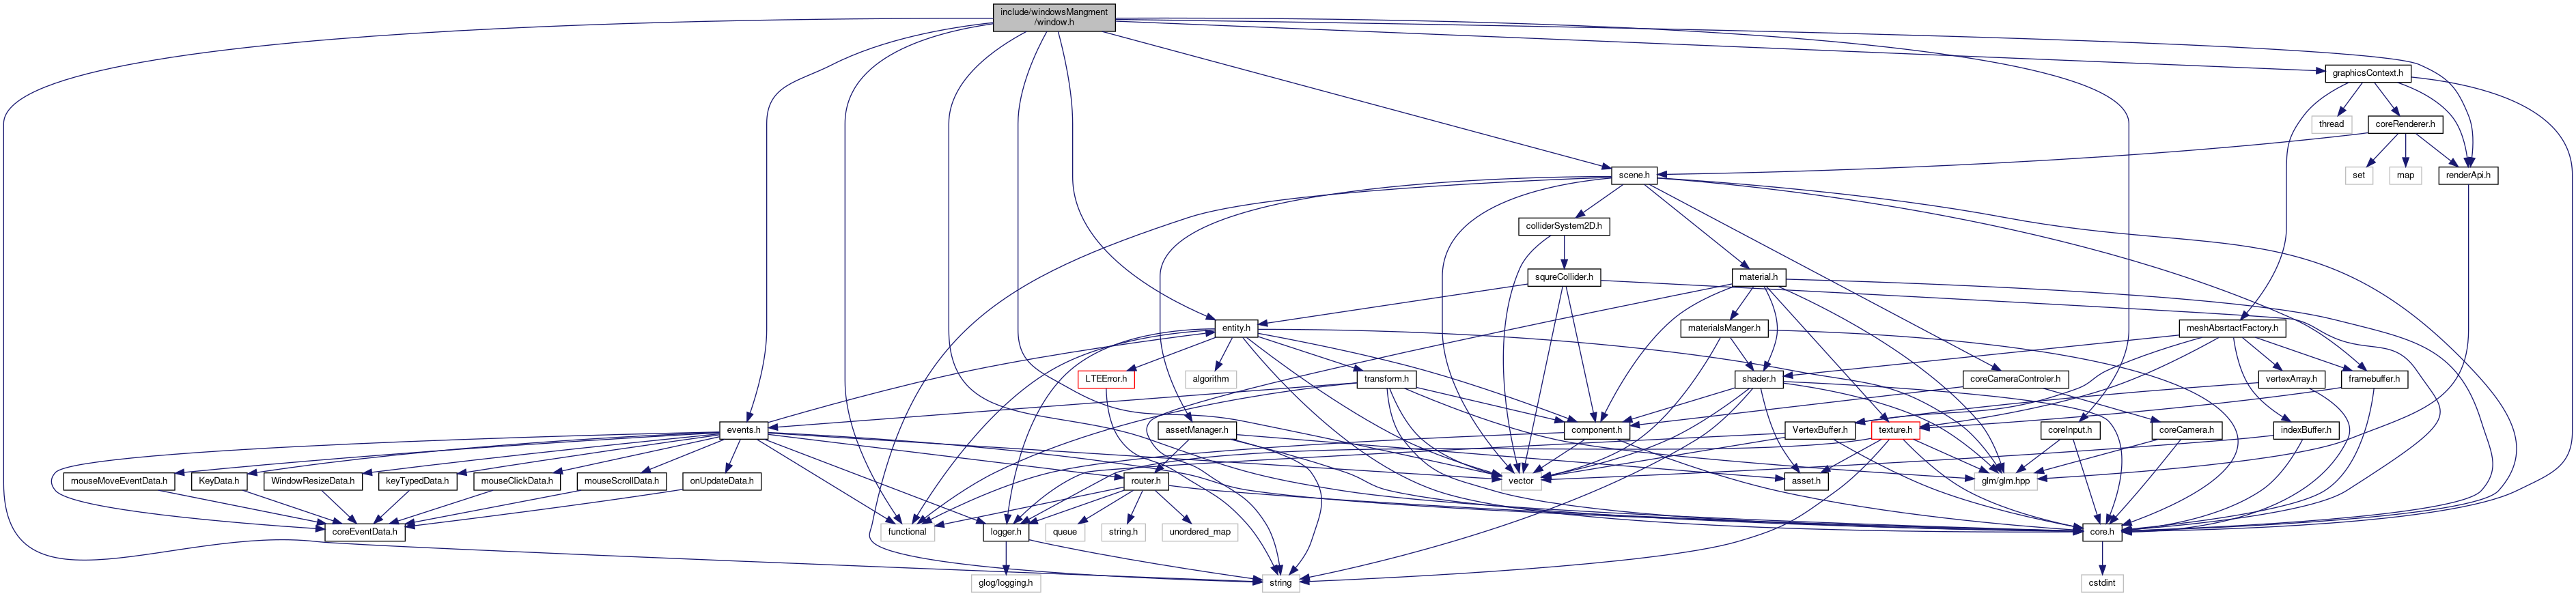 include/windowsMangment
/window.h
graphicsContext.h
thread
coreRenderer.h
scene.h
set
map
renderApi.h
colliderSystem2D.h
squreCollider.h
material.h
entity.h
materialsManger.h
meshAbsrtactFactory.h
LTEError.h
algorithm
transform.h
shader.h
coreCameraControler.h
vertexArray.h
framebuffer.h
events.h
assetManager.h
component.h
VertexBuffer.h
texture.h
coreInput.h
coreCamera.h
indexBuffer.h
mouseMoveEventData.h
KeyData.h
WindowResizeData.h
keyTypedData.h
mouseClickData.h
mouseScrollData.h
onUpdateData.h
router.h
vector
asset.h
glm/glm.hpp
coreEventData.h
functional
logger.h
queue
string.h
unordered_map
core.h
glog/logging.h
string
cstdint